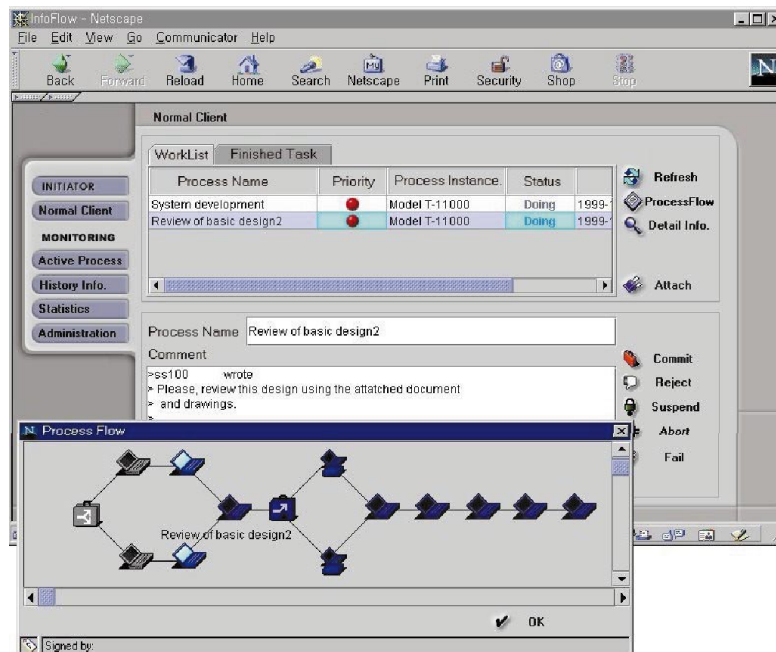 InfoFlow - Netscape
File Edit View Go Communicator Help
Back Forward Reload Home Search Netscape Print Security Shop Stop
My
N
Normal Client
WorkList Finished Task
Process Name Priority Process Instance. Status
System development Model T-11000 Doing 1999-
Review of basic design2 Model T-11000 Doing 1999-
Refresh
ProcessFlow
Detail Info.
Attach
INITIATOR
Normal Client
MONITORING
Active Process
History Info.
Statistics
Administration
Process Name Review of basic design2
Comment
>ss100 wrote
> Please, review this design using the attatched document
> and drawings.
>
Commit
Reject
Suspend
Abort
Fail
N Process Flow
Review of basic design2
OK
Signed by: